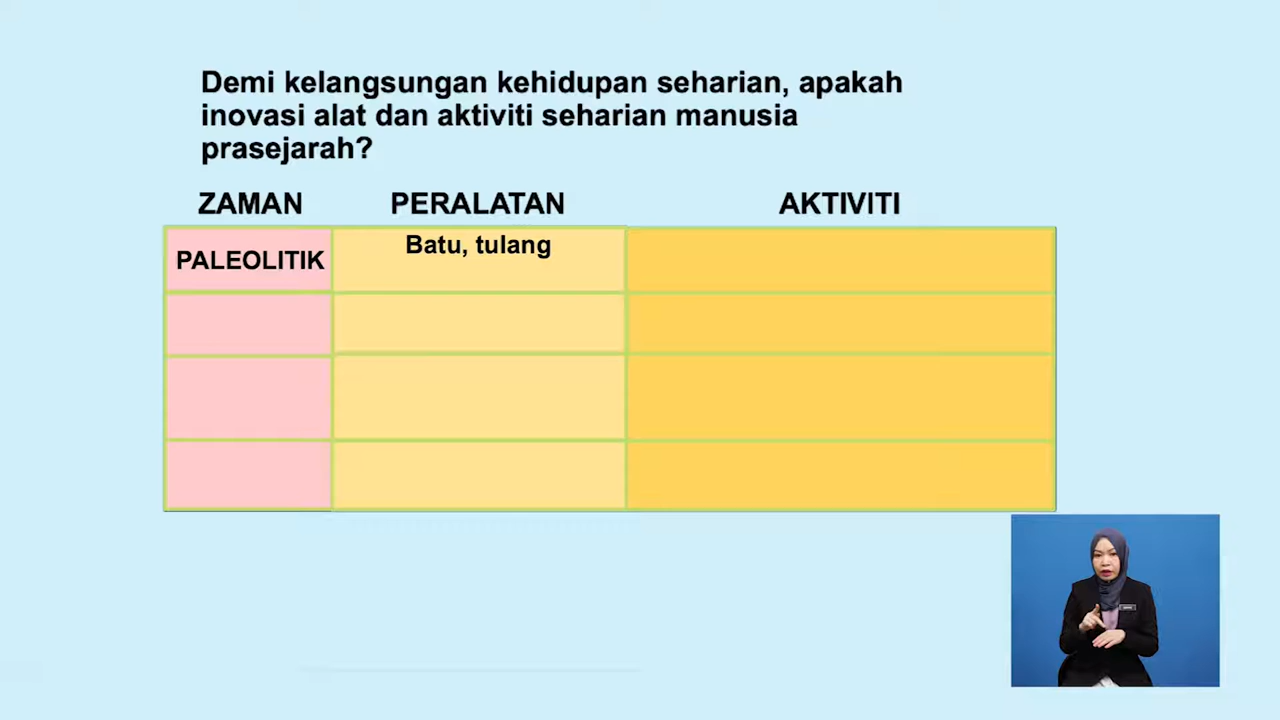 Demi kelangsungan kehidupan seharian, apakah
inovasi alat dan aktiviti seharian manusia
prasejarah?
ZAMAN PERALATAN AKTIVITI
PALEOLITIK Batu, tulang